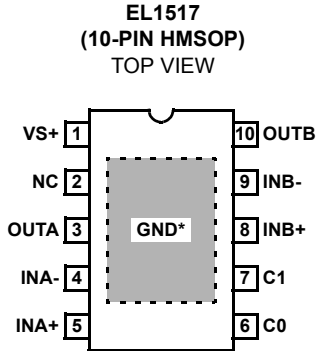 EL1517
(10-PIN HMSOP)
TOP VIEW
VS+ 1 10 OUTB
NC 2 9 INB-
OUTA 3 GND* 8 INB+
INA- 4 7 C1
INA+ 5 6 C0